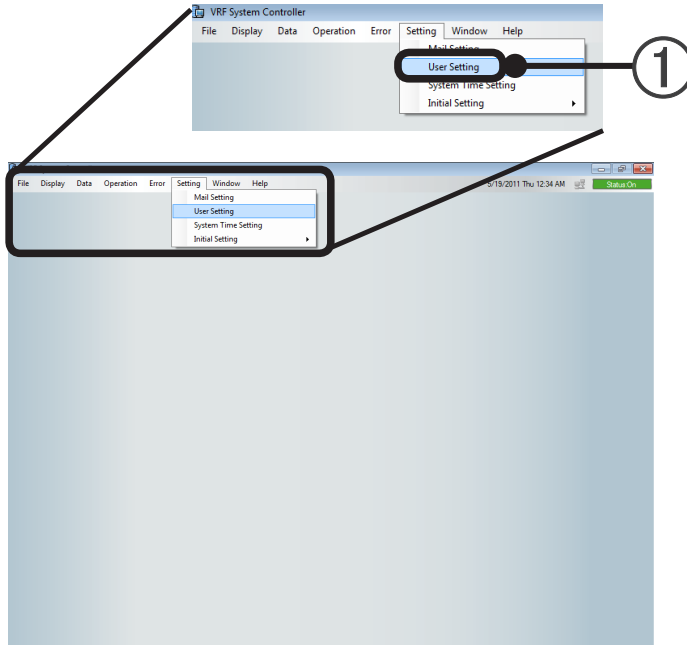 VRF System Controller
File Display Data Operation Error Setting Window Help
Mail Setting
User Setting
System Time Setting
Initial Setting
1
File Display Data Operation Error Setting Window Help 5/19/2011 Thu 12:34 AM Status:On
Mail Setting
User Setting
System Time Setting
Initial Setting